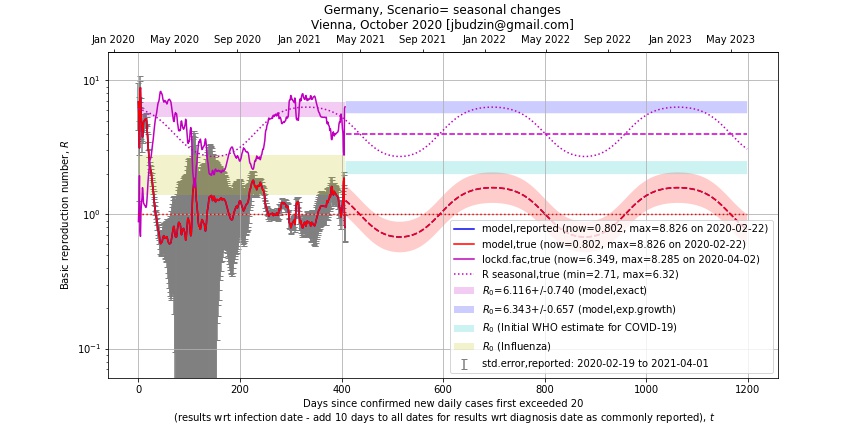 Germany, Scenario= seasonal changes
Vienna, October 2020 [jbudzin@gmail.com]
Jan 2020 May 2020 Sep 2020 Jan 2021 May 2021 Sep 2021 Jan 2022 May 2022 Sep 2022 Jan 2023 May 2023
Basic reproduction number, R
10¹
10⁰
10⁻¹
model,reported (now=0.802, max=8.826 on 2020-02-22)
model,true (now=0.802, max=8.826 on 2020-02-22)
lockd.fac,true (now=6.349, max=8.285 on 2020-04-02)
R seasonal,true (min=2.71, max=6.32)
R₀=6.116+/-0.740 (model,exact)
R₀=6.343+/-0.657 (model,exp.growth)
R₀ (Initial WHO estimate for COVID-19)
R₀ (Influenza)
std.error,reported: 2020-02-19 to 2021-04-01
0 200 400 600 800 1000 1200
Days since confirmed new daily cases first exceeded 20
(results wrt infection date - add 10 days to all dates for results wrt diagnosis date as commonly reported), t